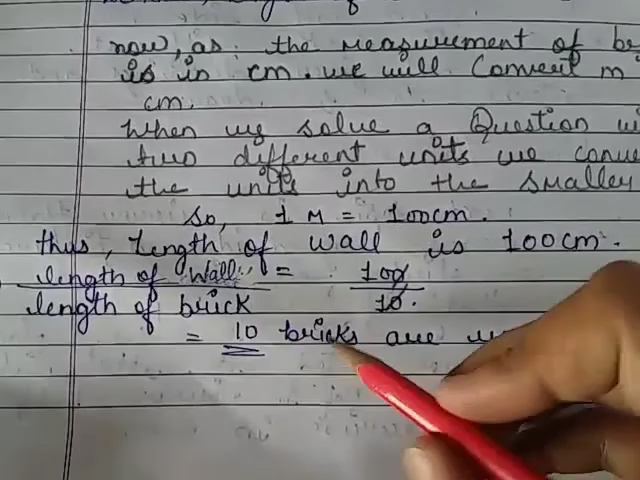 now, as the measurement of
is in cm. we will Convert m
cm.
When we solve a Question
two different units we
the units into the smaller
So, 1 M = 100cm.
thus, Length of wall is 100cm.
length of Wall = 100
length of brick 10.
= 10 bricks are